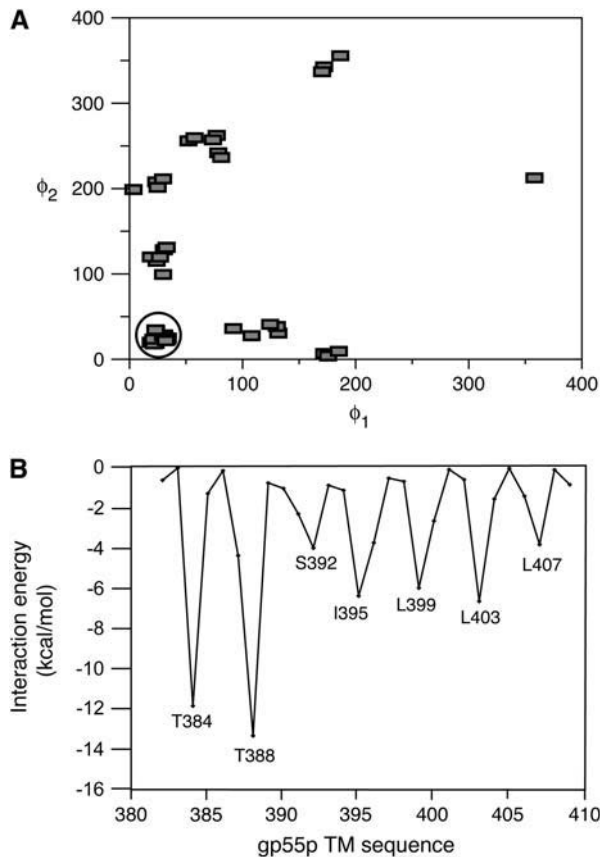 A
400
300
ϕ2
200
100
0
0 100 200 300 400
ϕ1
B
0
-2
-4
-6
-8
-10
-12
-14
-16
Interaction energy
(kcal/mol)
S392
I395
L399
L403
L407
T384
T388
380 385 390 395 400 405 410
gp55p TM sequence